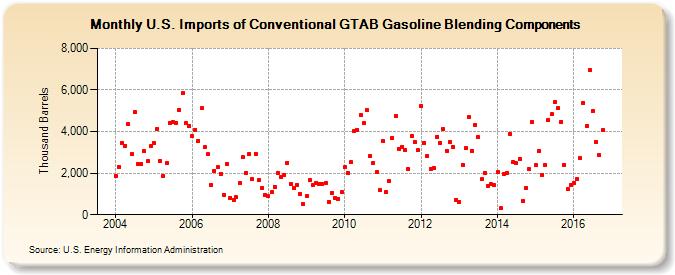 Monthly U.S. Imports of Conventional GTAB Gasoline Blending Components
Thousand Barrels
8,000
6,000
4,000
2,000
0
2004 2006 2008 2010 2012 2014 2016
Source: U.S. Energy Information Administration